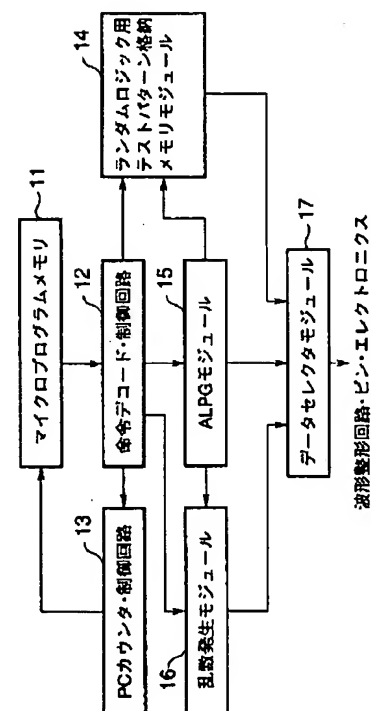 11
マイクロプログラムメモリ
13
PCカウンタ・制御回路
12
命令デコード・制御回路
14
ランダムロジック用
テストパターン格納
メモリモジュール
16
乱数発生モジュール
15
ALPGモジュール
17
データセレクタモジュール
波形整形回路・ピン・エレクトロニクス